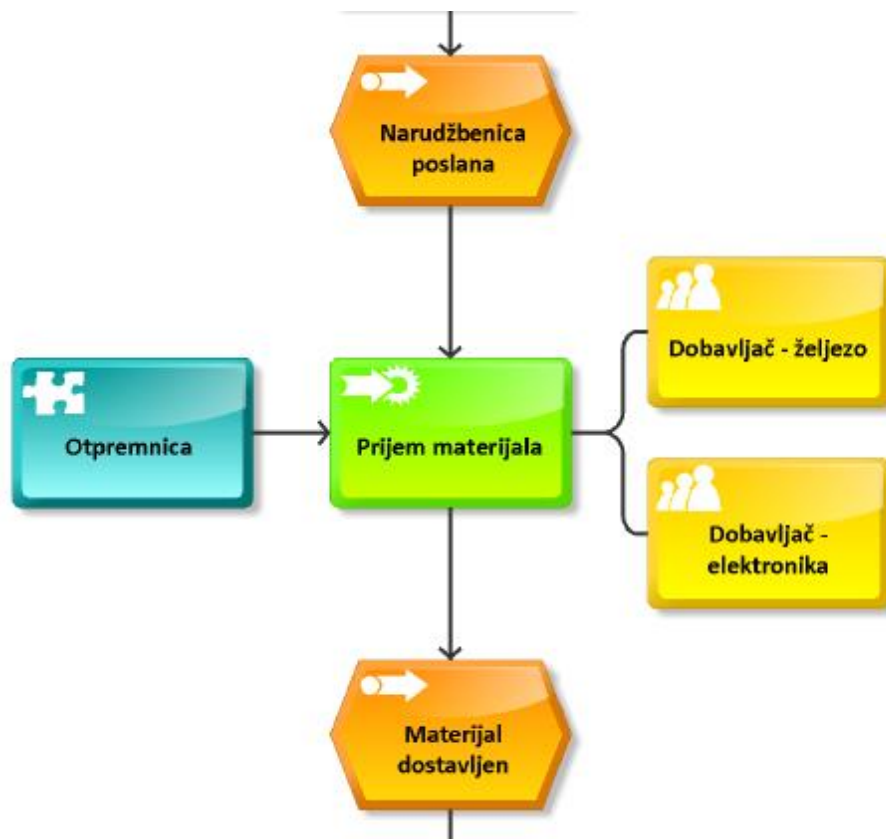 Narudžbenica
poslana
Dobavljač - željezo
Otpremnica
Prijem materijala
Dobavljač -
elektronika
Materijal
dostavljen